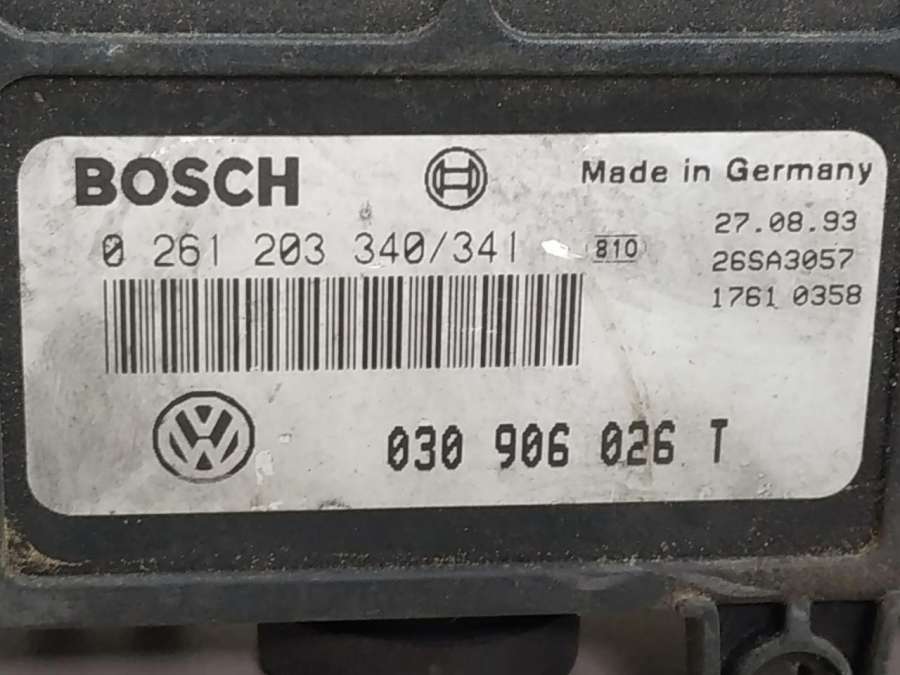 BOSCH
Made in Germany
0 261 203 340/341
810
27.08.93
26SA3057
1761 0358
030 906 026 T